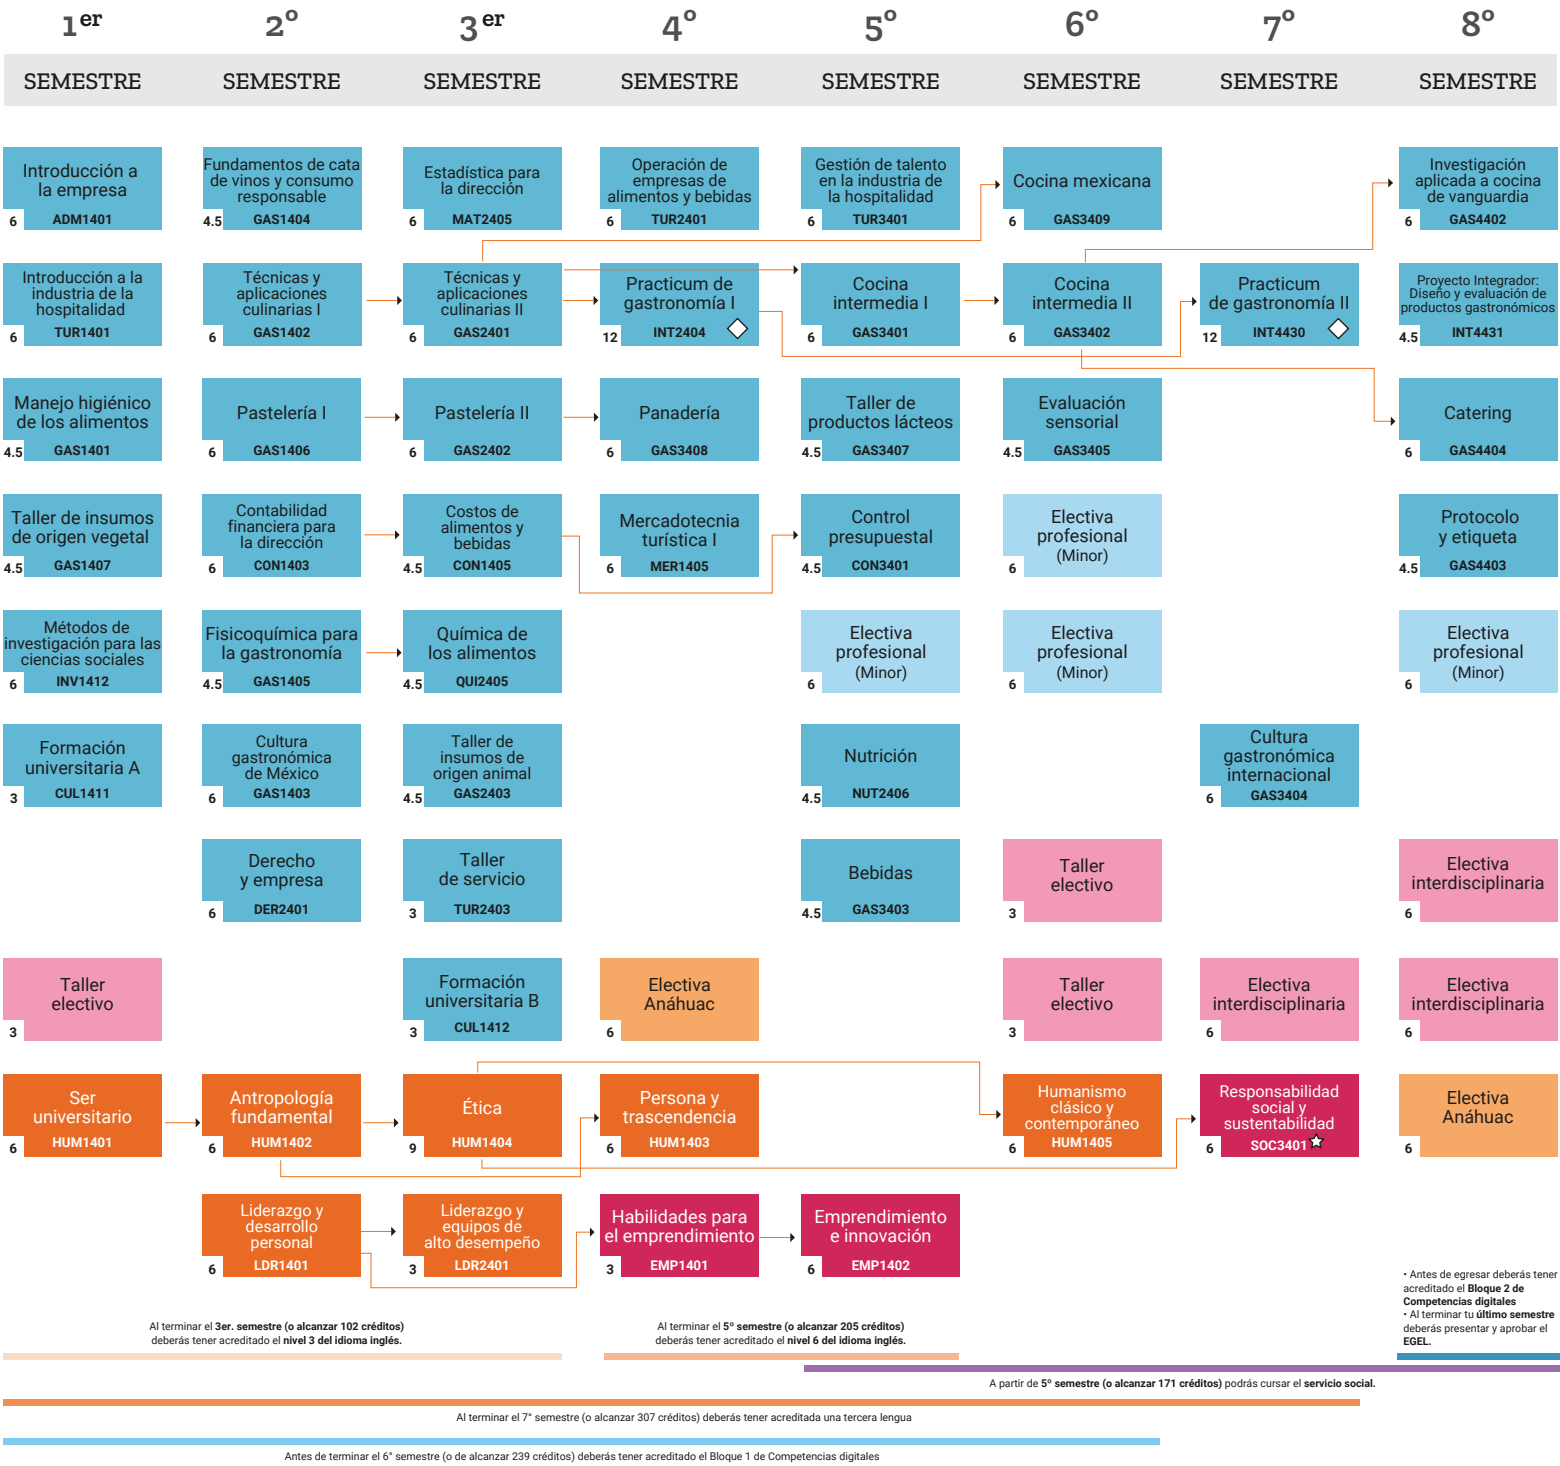 1er 2º 3er 4º 5º 6º 7º 8º
SEMESTRE SEMESTRE SEMESTRE SEMESTRE SEMESTRE SEMESTRE SEMESTRE SEMESTRE
Introducción a
la empresa
6 ADM1401
Fundamentos de cata
de vinos y consumo
responsable
4.5 GAS1404
Estadística para
la dirección
6 MAT2405
Operación de
empresas de
alimentos y bebidas
6 TUR2401
Gestión de talento
en la industria de
la hospitalidad
6 TUR3401
Cocina mexicana
6 GAS3409
Investigación
aplicada a cocina
de vanguardia
6 GAS4402
Introducción a la
industria de la
hospitalidad
6 TUR1401
Técnicas y
aplicaciones
culinarias I
6 GAS1402
Técnicas y
aplicaciones
culinarias II
6 GAS2401
Practicum de
gastronomía I
12 INT2404
Cocina
intermedia I
6 GAS3401
Cocina
intermedia II
6 GAS3402
Practicum
de gastronomía II
12 INT4430
Proyecto Integrador:
Diseño y evaluación de
productos gastronómicos
4.5 INT4431
Manejo higiénico
de los alimentos
4.5 GAS1401
Pastelería I
6 GAS1406
Pastelería II
6 GAS2402
Panadería
6 GAS3408
Taller de
productos lácteos
4.5 GAS3407
Evaluación
sensorial
4.5 GAS3405
Catering
6 GAS4404
Taller de insumos
de origen vegetal
4.5 GAS1407
Contabilidad
financiera para
la dirección
6 CON1403
Costos de
alimentos y
bebidas
4.5 CON1405
Mercadotecnia
turística I
6 MER1405
Control
presupuestal
4.5 CON3401
Electiva
profesional
(Minor)
6
Protocolo
y etiqueta
4.5 GAS4403
Métodos de
investigación para las
ciencias sociales
6 INV1412
Fisicoquímica para
la gastronomía
4.5 GAS1405
Química de
los alimentos
4.5 QUI2405
Electiva
profesional
(Minor)
6
Electiva
profesional
(Minor)
6
Electiva
profesional
(Minor)
6
Formación
universitaria A
3 CUL1411
Cultura
gastronómica
de México
6 GAS1403
Taller de
insumos de
origen animal
4.5 GAS2403
Nutrición
4.5 NUT2406
Cultura
gastronómica
internacional
6 GAS3404
Derecho
y empresa
6 DER2401
Taller
de servicio
3 TUR2403
Bebidas
4.5 GAS3403
Taller
electivo
3
Electiva
interdisciplinaria
6
Taller
electivo
3
Formación
universitaria B
3 CUL1412
Electiva
Anáhuac
6
Taller
electivo
3
Electiva
interdisciplinaria
6
Electiva
interdisciplinaria
6
Ser
universitario
6 HUM1401
Antropología
fundamental
6 HUM1402
Ética
9 HUM1404
Persona y
trascendencia
6 HUM1403
Humanismo
clásico y
contemporáneo
6 HUM1405
Responsabilidad
social y
sustentabilidad
6 SOC3401
Electiva
Anáhuac
6
Liderazgo y
desarrollo
personal
6 LDR1401
Liderazgo y
equipos de
alto desempeño
3 LDR2401
Habilidades para
el emprendimiento
3 EMP1401
Emprendimiento
e innovación
6 EMP1402
• Antes de egresar deberás tener
acreditado el Bloque 2 de
Competencias digitales
• Al terminar tu último semestre
deberás presentar y aprobar el
EGEL.
Al terminar el 3er. semestre (o alcanzar 102 créditos)
deberás tener acreditado el nivel 3 del idioma inglés.
Al terminar el 5º semestre (o alcanzar 205 créditos)
deberás tener acreditado el nivel 6 del idioma inglés.
A partir de 5º semestre (o alcanzar 171 créditos) podrás cursar el servicio social.
Al terminar el 7° semestre (o alcanzar 307 créditos) deberás tener acreditada una tercera lengua
Antes de terminar el 6° semestre (o de alcanzar 239 créditos) deberás tener acreditado el Bloque 1 de Competencias digitales